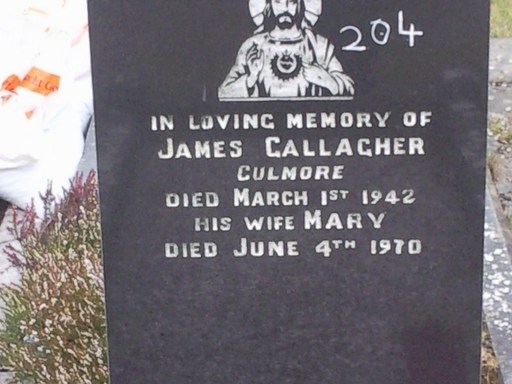 204
IN LOVING MEMORY OF
JAMES GALLAGHER
CULMORE
DIED MARCH 1ST 1942
HIS WIFE MARY
DIED JUNE 4TH 1970